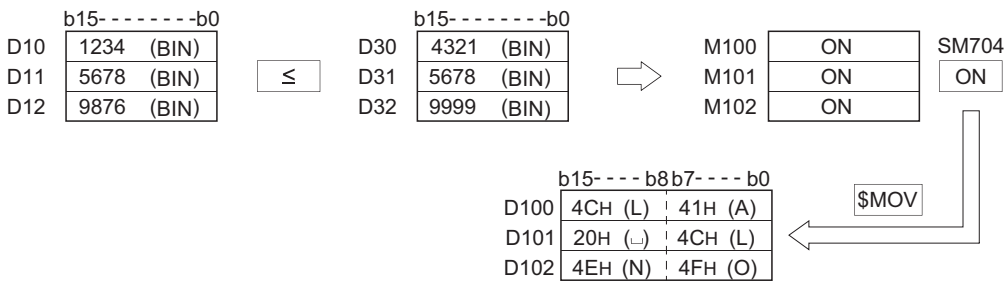 b15- - - - - - - -b0 b15- - - - - - - -b0
D10 1234 (BIN) D30 4321 (BIN) M100 ON SM704
D11 5678 (BIN) ≤ D31 5678 (BIN) M101 ON ON
D12 9876 (BIN) D32 9999 (BIN) M102 ON
b15- - - - b8 b7- - - - b0
D100 4CH (L) 41H (A) $MOV
D101 20H (␣) 4CH (L)
D102 4EH (N) 4FH (O)